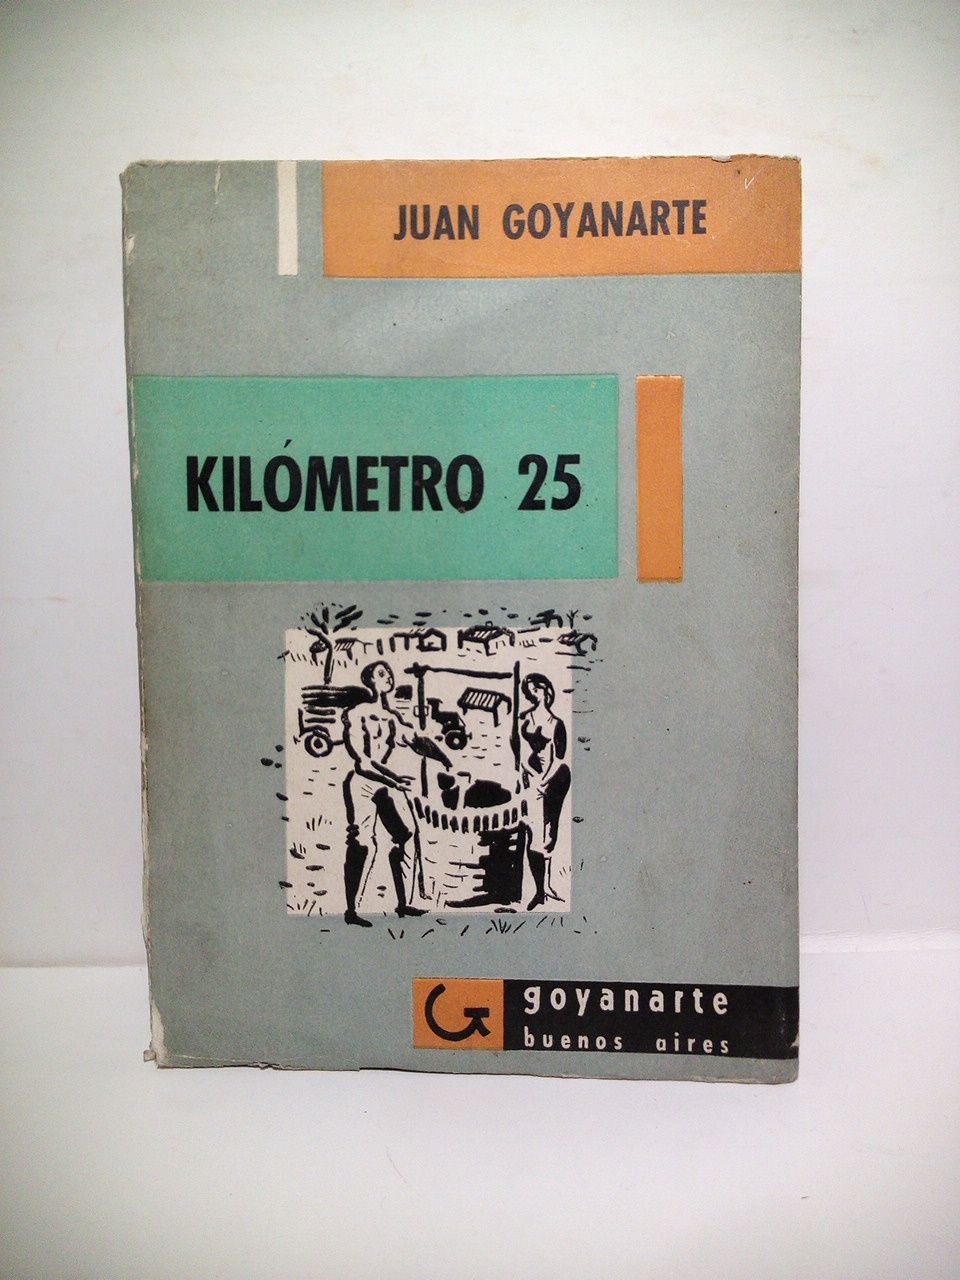 JUAN GOYANARTE
KILÓMETRO 25
goyanarte
buenos aires